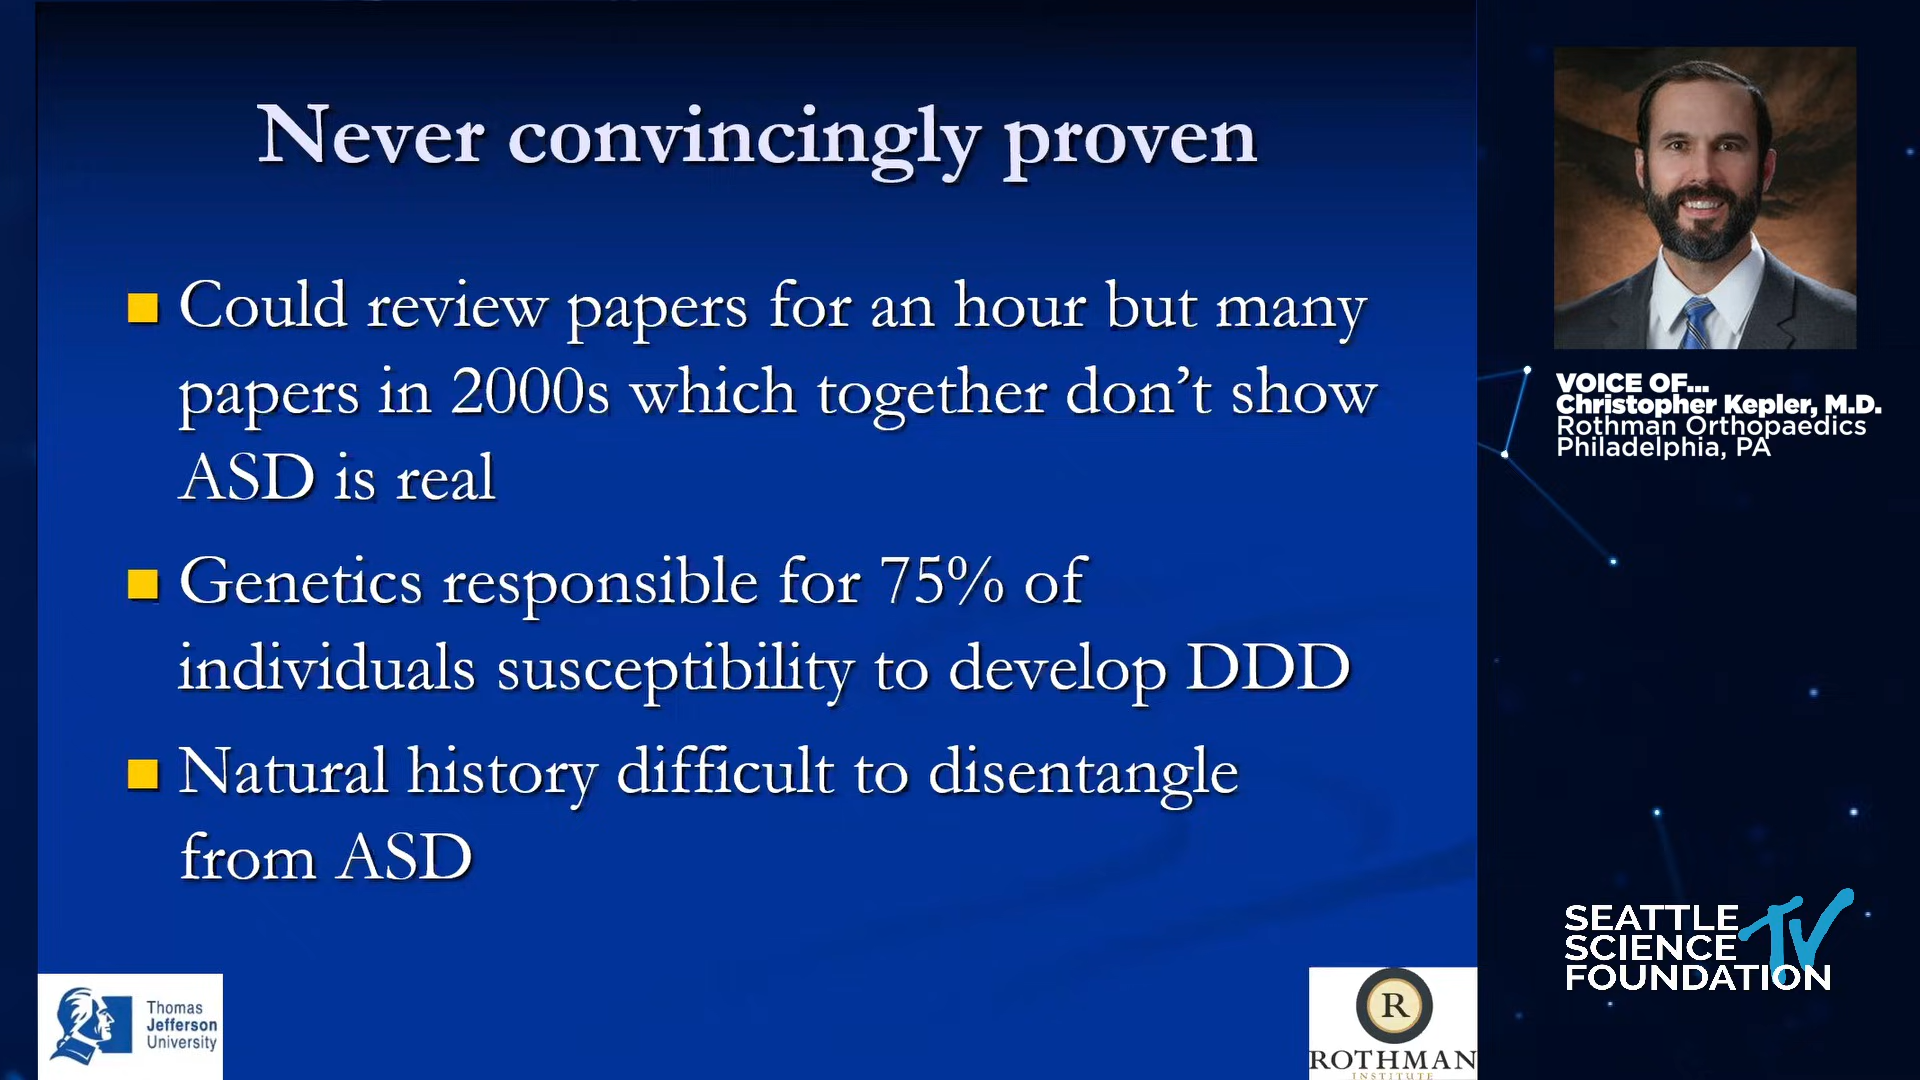 Never convincingly proven
Could review papers for an hour but many
papers in 2000s which together don't show
ASD is real
Genetics responsible for 75% of
individuals susceptibility to develop DDD
Natural history difficult to disentangle
from ASD
Thomas
Jefferson
University
R
ROTHMAN
INSTITUTE
VOICE OF...
Christopher Kepler, M.D.
Rothman Orthopaedics
Philadelphia, PA
SEATTLE
SCIENCE
FOUNDATION
TV